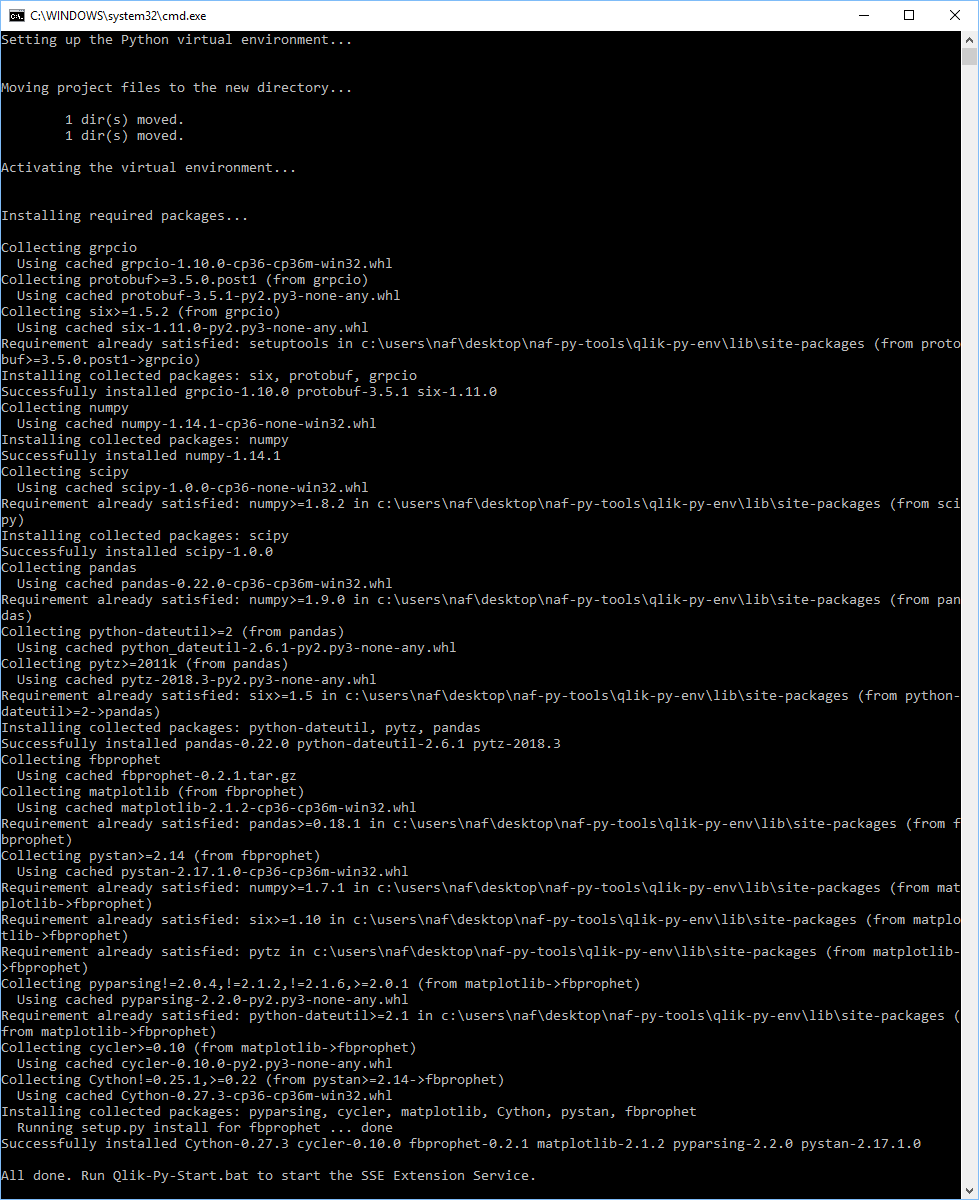 C:\WINDOWS\system32\cmd.exe
Setting up the Python virtual environment...
Moving project files to the new directory...
1 dir(s) moved.
1 dir(s) moved.
Activating the virtual environment...
Installing required packages...
Collecting grpcio
Using cached grpcio-1.10.0-cp36-cp36m-win32.whl
Collecting protobuf>=3.5.0.post1 (from grpcio)
Using cached protobuf-3.5.1-py2.py3-none-any.whl
Collecting six>=1.5.2 (from grpcio)
Using cached six-1.11.0-py2.py3-none-any.whl
Requirement already satisfied: setuptools in c:\users\naf\desktop\naf-py-tools\qlik-py-env\lib\site-packages (from proto
buf>=3.5.0.post1->grpcio)
Installing collected packages: six, protobuf, grpcio
Successfully installed grpcio-1.10.0 protobuf-3.5.1 six-1.11.0
Collecting numpy
Using cached numpy-1.14.1-cp36-none-win32.whl
Installing collected packages: numpy
Successfully installed numpy-1.14.1
Collecting scipy
Using cached scipy-1.0.0-cp36-none-win32.whl
Requirement already satisfied: numpy>=1.8.2 in c:\users\naf\desktop\naf-py-tools\qlik-py-env\lib\site-packages (from sci
py)
Installing collected packages: scipy
Successfully installed scipy-1.0.0
Collecting pandas
Using cached pandas-0.22.0-cp36-cp36m-win32.whl
Requirement already satisfied: numpy>=1.9.0 in c:\users\naf\desktop\naf-py-tools\qlik-py-env\lib\site-packages (from pan
das)
Collecting python-dateutil>=2 (from pandas)
Using cached python_dateutil-2.6.1-py2.py3-none-any.whl
Collecting pytz>=2011k (from pandas)
Using cached pytz-2018.3-py2.py3-none-any.whl
Requirement already satisfied: six>=1.5 in c:\users\naf\desktop\naf-py-tools\qlik-py-env\lib\site-packages (from python-
dateutil>=2->pandas)
Installing collected packages: python-dateutil, pytz, pandas
Successfully installed pandas-0.22.0 python-dateutil-2.6.1 pytz-2018.3
Collecting fbprophet
Using cached fbprophet-0.2.1.tar.gz
Collecting matplotlib (from fbprophet)
Using cached matplotlib-2.1.2-cp36-cp36m-win32.whl
Requirement already satisfied: pandas>=0.18.1 in c:\users\naf\desktop\naf-py-tools\qlik-py-env\lib\site-packages (from f
bprophet)
Collecting pystan>=2.14 (from fbprophet)
Using cached pystan-2.17.1.0-cp36-cp36m-win32.whl
Requirement already satisfied: numpy>=1.7.1 in c:\users\naf\desktop\naf-py-tools\qlik-py-env\lib\site-packages (from mat
plotlib->fbprophet)
Requirement already satisfied: six>=1.10 in c:\users\naf\desktop\naf-py-tools\qlik-py-env\lib\site-packages (from matplo
tlib->fbprophet)
Requirement already satisfied: pytz in c:\users\naf\desktop\naf-py-tools\qlik-py-env\lib\site-packages (from matplotlib-
>fbprophet)
Collecting pyparsing!=2.0.4,!=2.1.2,!=2.1.6,>=2.0.1 (from matplotlib->fbprophet)
Using cached pyparsing-2.2.0-py2.py3-none-any.whl
Requirement already satisfied: python-dateutil>=2.1 in c:\users\naf\desktop\naf-py-tools\qlik-py-env\lib\site-packages (
from matplotlib->fbprophet)
Collecting cycler>=0.10 (from matplotlib->fbprophet)
Using cached cycler-0.10.0-py2.py3-none-any.whl
Collecting Cython!=0.25.1,>=0.22 (from pystan>=2.14->fbprophet)
Using cached Cython-0.27.3-cp36-cp36m-win32.whl
Installing collected packages: pyparsing, cycler, matplotlib, Cython, pystan, fbprophet
Running setup.py install for fbprophet ... done
Successfully installed Cython-0.27.3 cycler-0.10.0 fbprophet-0.2.1 matplotlib-2.1.2 pyparsing-2.2.0 pystan-2.17.1.0
All done. Run Qlik-Py-Start.bat to start the SSE Extension Service.